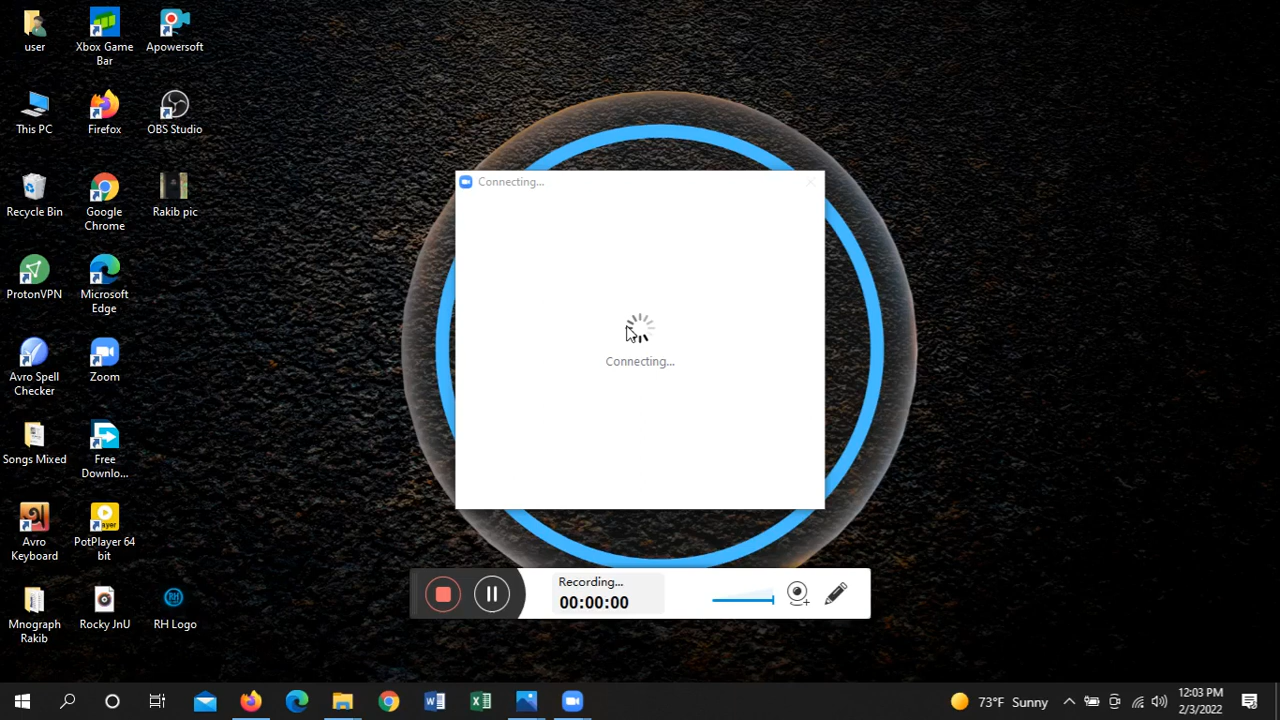 user
Xbox Game
Bar
Apowersoft
This PC
Firefox
OBS Studio
Recycle Bin
Google
Chrome
Rakib pic
ProtonVPN
Microsoft
Edge
Avro Spell
Checker
Zoom
Songs Mixed
Free
Downlo...
Avro
Keyboard
PotPlayer 64
bit
Mnograph
Rakib
Rocky JnU
RH
RH Logo
Connecting...
Connecting...
Recording...
00:00:00
73°F Sunny
12:03 PM
2/3/2022